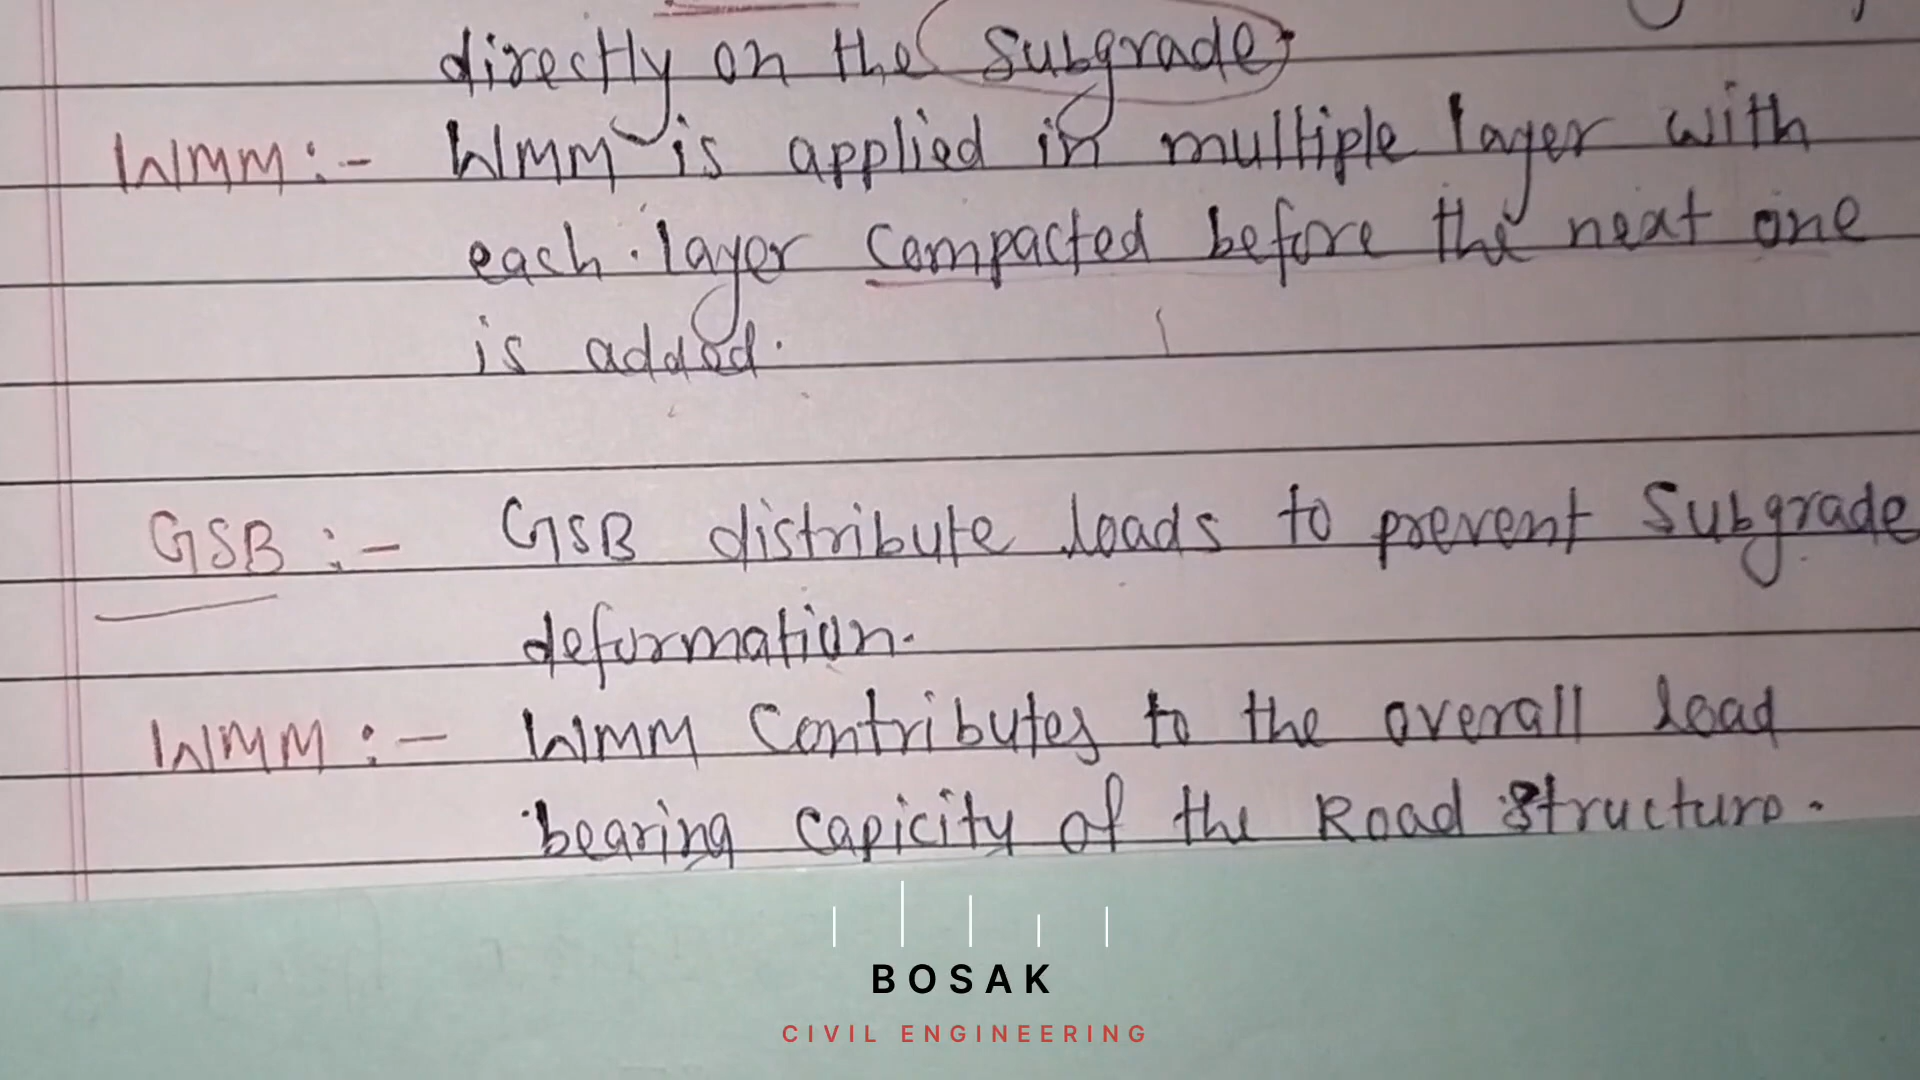 directly on the Subgrade
WMM :- WMM is applied in multiple layer with
each layer compacted before the next one
is added.
GSB :- GSB distribute loads to prevent Subgrade
deformation.
WMM :- WMM Contributes to the overall load
bearing capicity of the Road Structure.
BOSAK
CIVIL ENGINEERING